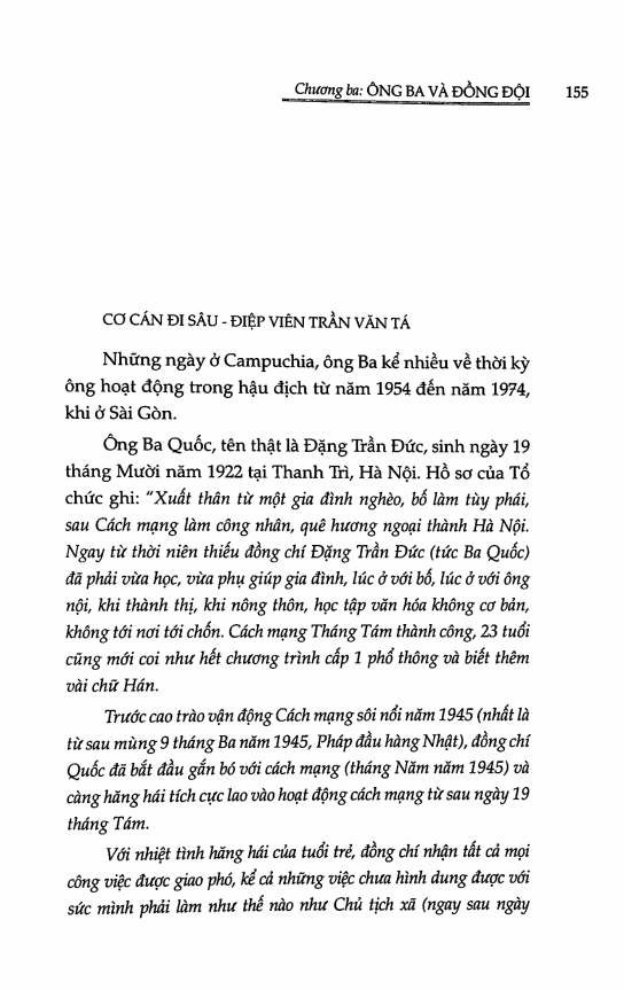 Chương ba: ÔNG BA VÀ ĐỒNG ĐỘI 155
CƠ CÁN ĐI SÂU - ĐIỆP VIÊN TRẦN VĂN TÁ
Những ngày ở Campuchia, ông Ba kể nhiều về thời kỳ
ông hoạt động trong hậu địch từ năm 1954 đến năm 1974,
khi ở Sài Gòn.
Ông Ba Quốc, tên thật là Đặng Trần Đức, sinh ngày 19
tháng Mười năm 1922 tại Thanh Trì, Hà Nội. Hồ sơ của Tổ
chức ghi: "Xuất thân từ một gia đình nghèo, bố làm tùy phái,
sau Cách mạng làm công nhân, quê hương ngoại thành Hà Nội.
Ngay từ thời niên thiếu đồng chí Đặng Trần Đức (tức Ba Quốc)
đã phải vừa học, vừa phụ giúp gia đình, lúc ở với bố, lúc ở với ông
nội, khi thành thị, khi nông thôn, học tập văn hóa không cơ bản,
không tới nơi tới chốn. Cách mạng Tháng Tám thành công, 23 tuổi
cũng mới coi như hết chương trình cấp 1 phổ thông và biết thêm
vài chữ Hán.
Trước cao trào vận động Cách mạng sôi nổi năm 1945 (nhất là
từ sau mùng 9 tháng Ba năm 1945, Pháp đầu hàng Nhật), đồng chí
Quốc đã bắt đầu gắn bó với cách mạng (tháng Năm năm 1945) và
càng hăng hái tích cực lao vào hoạt động cách mạng từ sau ngày 19
tháng Tám.
Với nhiệt tình hăng hái của tuổi trẻ, đồng chí nhận tất cả mọi
công việc được giao phó, kể cả những việc chưa hình dung được với
sức mình phải làm như thế nào như Chủ tịch xã (ngay sau ngày